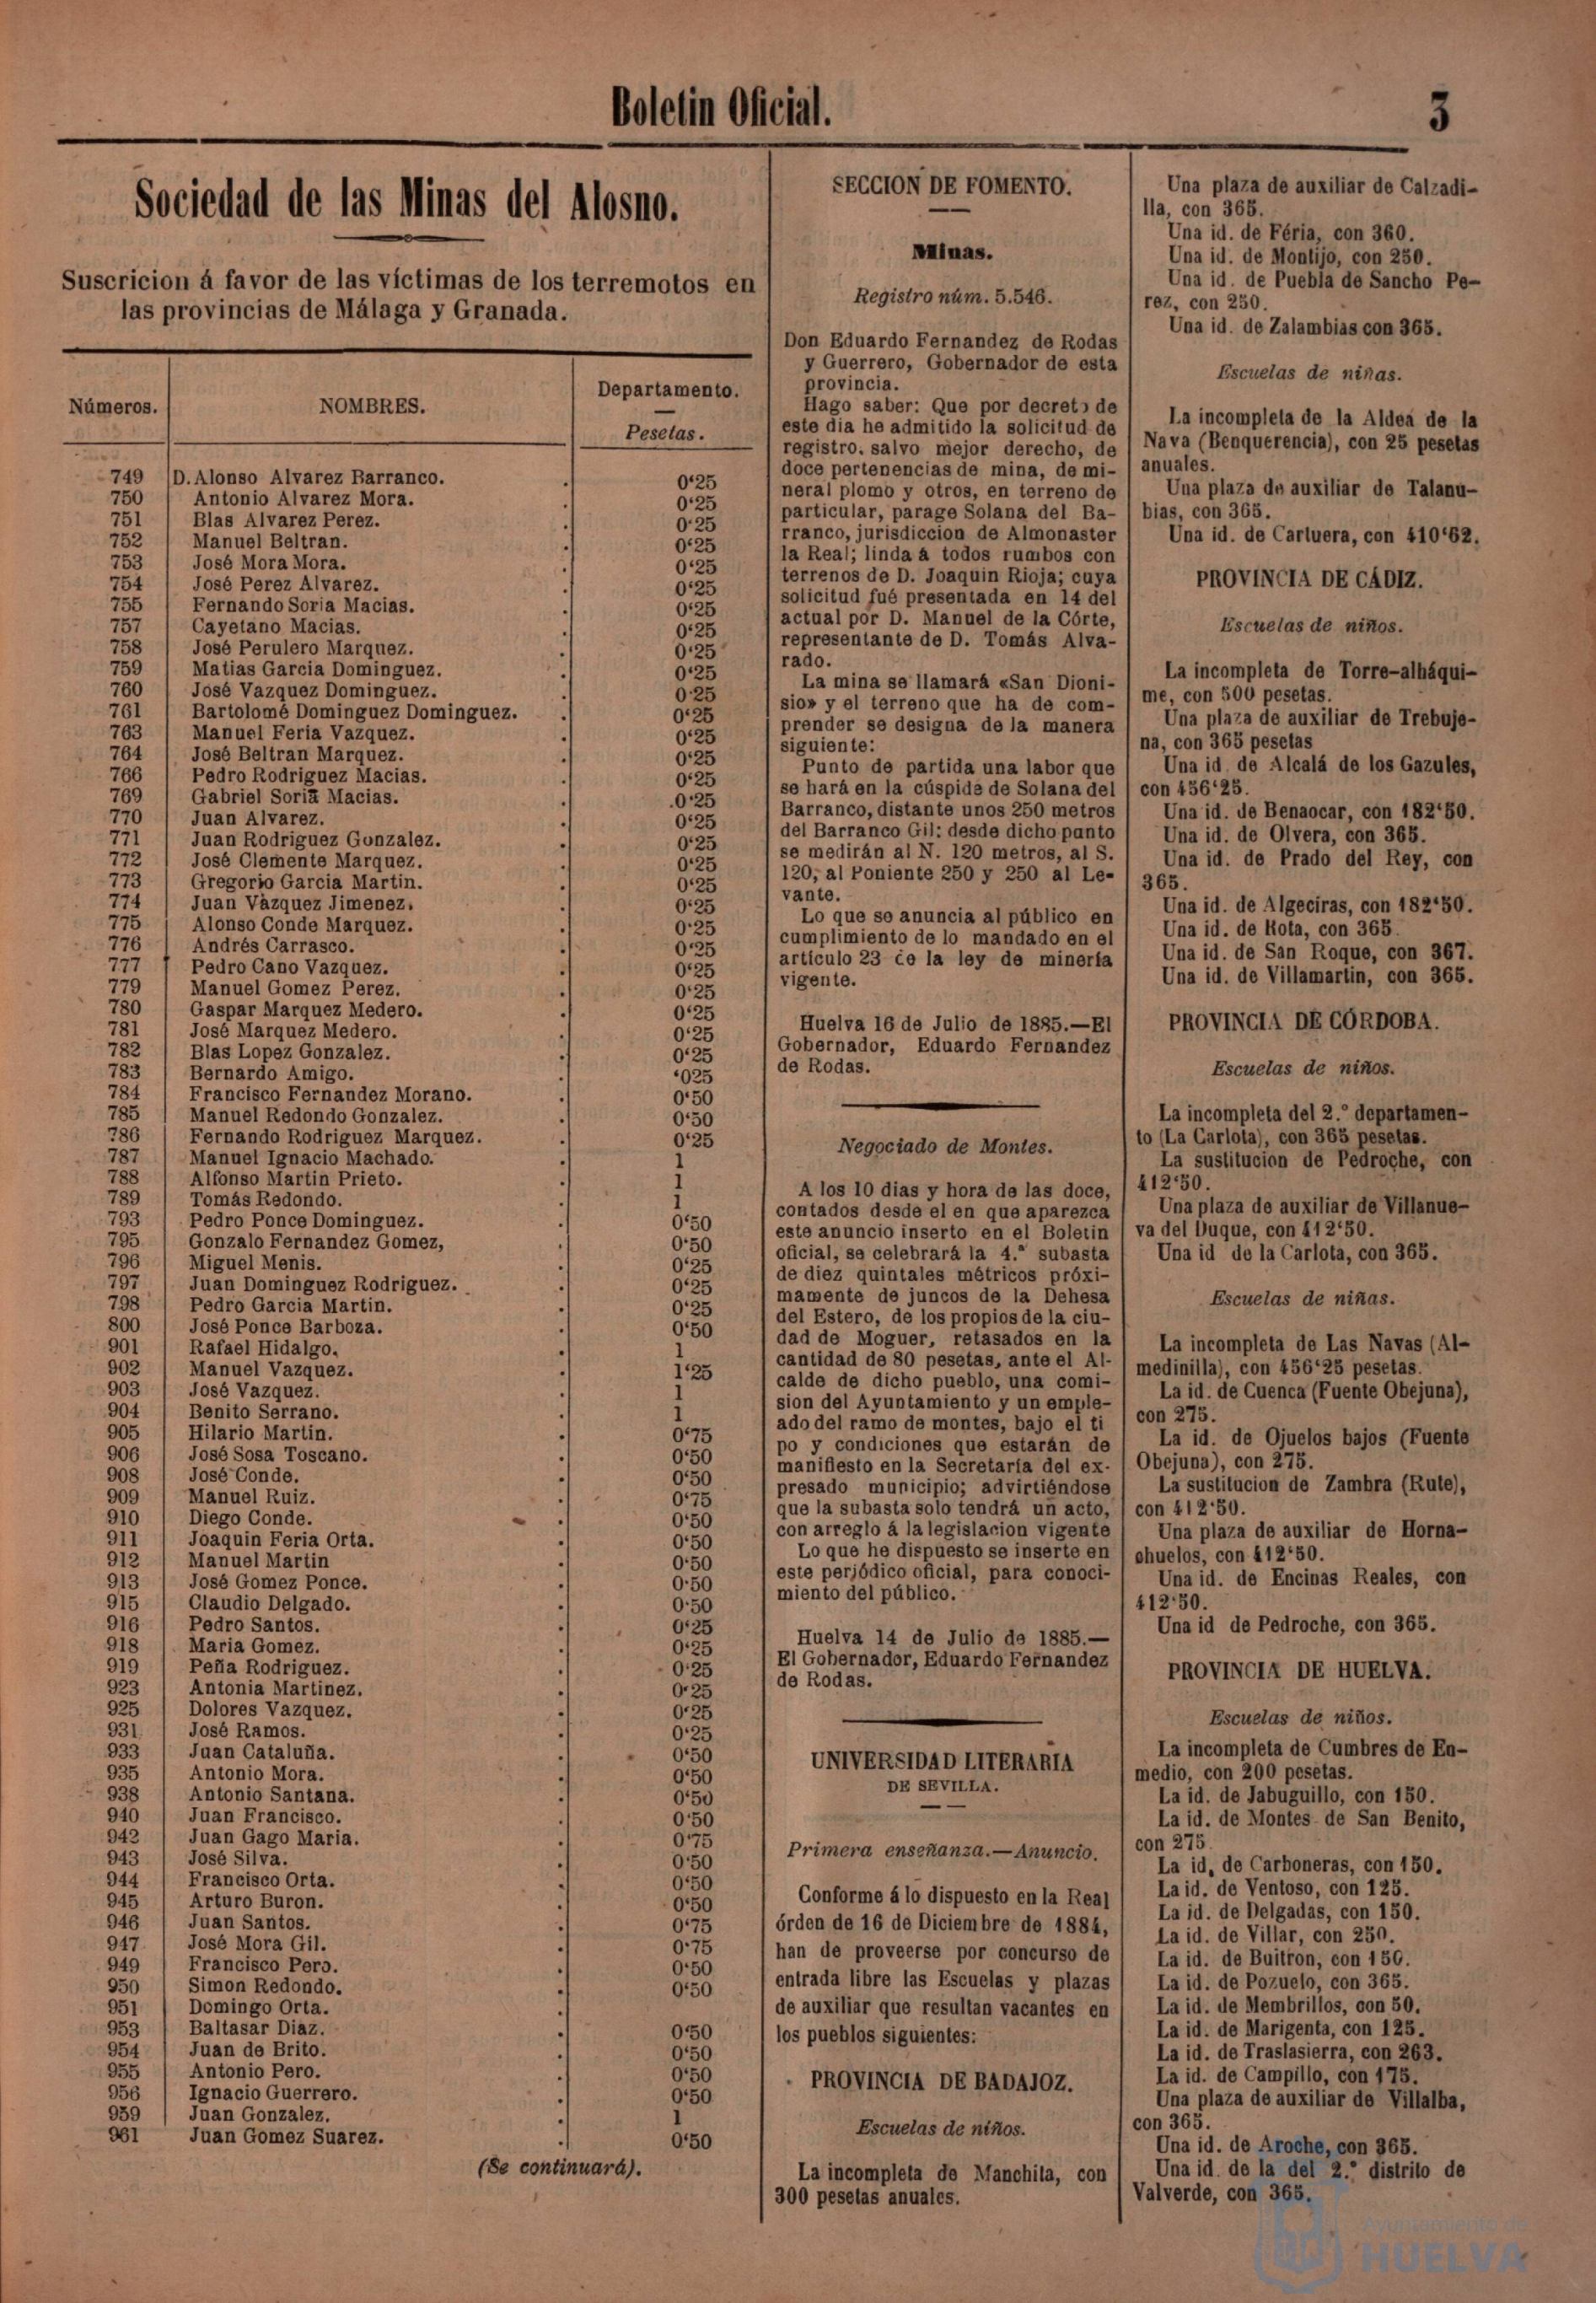 Boletin Oficial.
3
Sociedad de las Minas del Alosno.
Suscricion á favor de las víctimas de los terremotos en
las provincias de Málaga y Granada.
Números. NOMBRES. Departamento.
Pesetas.
749 D. Alonso Alvarez Barranco. 0‘25
750 Antonio Alvarez Mora. 0‘25
751 Blas Alvarez Perez. 0‘25
752 Manuel Beltran. 0‘25
753 José Mora Mora. 0‘25
754 José Perez Alvarez. 0‘25
755 Fernando Soria Macias. 0‘25
757 Cayetano Macias. 0‘25
758 José Perulero Marquez. 0‘25
759 Matias Garcia Dominguez. 0‘25
760 José Vazquez Dominguez. 0‘25
761 Bartolomé Dominguez Dominguez. 0‘25
763 Manuel Feria Vazquez. 0‘25
764 José Beltran Marquez. 0‘25
766 Pedro Rodriguez Macias. 0‘25
769 Gabriel Soria Macias. 0‘25
770 Juan Alvarez. 0‘25
771 Juan Rodriguez Gonzalez. 0‘25
772 José Clemente Marquez. 0‘25
773 Gregorio Garcia Martin. 0‘25
774 Juan Vàzquez Jimenez. 0‘25
775 Alonso Conde Marquez. 0‘25
776 Andrés Carrasco. 0‘25
777 Pedro Cano Vazquez. 0‘25
779 Manuel Gomez Perez. 0‘25
780 Gaspar Marquez Medero. 0‘25
781 José Marquez Medero. 0‘25
782 Blas Lopez Gonzalez. 0‘25
783 Bernardo Amigo. ‘025
784 Francisco Fernandez Morano. 0‘50
785 Manuel Redondo Gonzalez. 0‘50
786 Fernando Rodriguez Marquez. 0‘25
787 Manuel Ignacio Machado. 1
788 Alfonso Martin Prieto. 1
789 Tomás Redondo. 1
793 Pedro Ponce Dominguez. 0‘50
795 Gonzalo Fernandez Gomez, 0‘50
796 Miguel Menis. 0‘25
797 Juan Dominguez Rodriguez. 0‘25
798 Pedro Garcia Martin. 0‘25
800 José Ponce Barboza. 0‘50
901 Rafael Hidalgo. 1
902 Manuel Vazquez. 1‘25
903 José Vazquez. 1
904 Benito Serrano. 1
905 Hilario Martin. 0‘75
906 José Sosa Toscano. 0‘50
908 José Conde. 0‘50
909 Manuel Ruiz. 0‘75
910 Diego Conde. 0‘50
911 Joaquin Feria Orta. 0‘50
912 Manuel Martin 0‘50
913 José Gomez Ponce. 0‘50
915 Claudio Delgado. 0‘50
916 Pedro Santos. 0‘25
918 Maria Gomez. 0‘25
919 Peña Rodriguez. 0‘25
923 Antonia Martinez. 0‘25
925 Dolores Vazquez. 0‘25
931 José Ramos. 0‘25
933 Juan Cataluña. 0‘50
935 Antonio Mora. 0‘50
938 Antonio Santana. 0‘50
940 Juan Francisco. 0‘50
942 Juan Gago Maria. 0‘75
943 José Silva. 0‘50
944 Francisco Orta. 0‘50
945 Arturo Buron. 0‘50
946 Juan Santos. 0‘75
947 José Mora Gil. 0‘75
949 Francisco Pero. 0‘50
950 Simon Redondo. 0‘50
951 Domingo Orta.
953 Baltasar Diaz. 0‘50
954 Juan de Brito. 0‘50
955 Antonio Pero. 0‘50
956 Ignacio Guerrero. 0‘50
959 Juan Gonzalez. 1
961 Juan Gomez Suarez. 0‘50
(Se continuará).
SECCION DE FOMENTO.
Minas.
Registro núm. 5.546.
Don Eduardo Fernandez de Rodas
y Guerrero, Gobernador de esta
provincia.
Hago saber: Que por decreto de
este dia he admitido la solicitud de
registro, salvo mejor derecho, de
doce pertenencias de mina, de mi-
neral plomo y otros, en terreno de
particular, parage Solana del Ba-
rranco, jurisdiccion de Almonaster
la Real; linda á todos rumbos con
terrenos de D. Joaquin Rioja; cuya
solicitud fué presentada en 14 del
actual por D. Manuel de la Córte,
representante de D. Tomás Alva-
rado.
La mina se llamará «San Dioni-
sio» y el terreno que ha de com-
prender se designa de la manera
siguiente:
Punto de partida una labor que
se hará en la cúspide de Solana del
Barranco, distante unos 250 metros
del Barranco Gil: desde dicho punto
se medirán al N. 120 metros, al S.
120, al Poniente 250 y 250 al Le-
vante.
Lo que se anuncia al público en
cumplimiento de lo mandado en el
artículo 23 de la ley de minería
vigente.
Huelva 16 de Julio de 1885.—El
Gobernador, Eduardo Fernandez
de Rodas.
Negociado de Montes.
A los 10 dias y hora de las doce,
contados desde el en que aparezca
este anuncio inserto en el Boletin
oficial, se celebrará la 4.ª subasta
de diez quintales métricos próxi-
mamente de juncos de la Dehesa
del Estero, de los propios de la ciu-
dad de Moguer, retasados en la
cantidad de 80 pesetas, ante el Al-
calde de dicho pueblo, una comi-
sion del Ayuntamiento y un emple-
ado del ramo de montes, bajo el ti
po y condiciones que estarán de
manifiesto en la Secretaría del ex-
presado municipio; advirtiéndose
que la subasta solo tendrá un acto,
con arreglo á la legislacion vigente
Lo que he dispuesto se inserte en
este periódico oficial, para conoci-
miento del público.
Huelva 14 de Julio de 1885.—
El Gobernador, Eduardo Fernandez
de Rodas.
UNIVERSIDAD LITERARIA
DE SEVILLA.
Primera enseñanza.—Anuncio.
Conforme á lo dispuesto en la Real
órden de 16 de Diciembre de 1884,
han de proveerse por concurso de
entrada libre las Escuelas y plazas
de auxiliar que resultan vacantes en
los pueblos siguientes:
PROVINCIA DE BADAJOZ.
Escuelas de niños.
La incompleta de Manchita, con
300 pesetas anuales.
Una plaza de auxiliar de Calzadi-
lla, con 365.
Una id. de Féria, con 360.
Una id. de Montijo, con 250.
Una id. de Puebla de Sancho Pe-
rez, con 250.
Una id. de Zalambias con 365.
Escuelas de niñas.
La incompleta de la Aldea de la
Nava (Benquerencia), con 25 pesetas
anuales.
Una plaza de auxiliar de Talanu-
bias, con 365.
Una id. de Cartuera, con 410‘62.
PROVINCIA DE CÁDIZ.
Escuelas de niños.
La incompleta de Torre-alháqui-
me, con 500 pesetas.
Una plaza de auxiliar de Trebuje-
na, con 365 pesetas
Una id. de Alcalá de los Gazules,
con 456‘25.
Una id. de Benaocar, con 182‘50.
Una id. de Olvera, con 365.
Una id. de Prado del Rey, con
365.
Una id. de Algeciras, con 182‘50.
Una id. de Rota, con 365.
Una id. de San Roque, con 367.
Una id. de Villamartin, con 365.
PROVINCIA DE CÓRDOBA.
Escuelas de niños.
La incompleta del 2.º departamen-
to (La Carlota), con 365 pesetas.
La sustitucion de Pedroche, con
412‘50.
Una plaza de auxiliar de Villanue-
va del Duque, con 412‘50.
Una id de la Carlota, con 365.
Escuelas de niñas.
La incompleta de Las Navas (Al-
medinilla), con 456‘25 pesetas.
La id. de Cuenca (Fuente Obejuna),
con 275.
La id. de Ojuelos bajos (Fuente
Obejuna), con 275.
La sustitucion de Zambra (Rute),
con 412‘50.
Una plaza de auxiliar de Horna-
chuelos, con 412‘50.
Una id. de Encinas Reales, con
412‘50.
Una id de Pedroche, con 365.
PROVINCIA DE HUELVA.
Escuelas de niños.
La incompleta de Cumbres de En-
medio, con 200 pesetas.
La id. de Jabuguillo, con 150.
La id. de Montes de San Benito,
con 275.
La id, de Carboneras, con 150.
La id. de Ventoso, con 125.
La id. de Delgadas, con 150.
La id. de Villar, con 250.
La id. de Buitron, con 150.
La id. de Pozuelo, con 365.
La id. de Membrillos, con 50.
La id. de Marigenta, con 125.
La id. de Traslasierra, con 263.
La id. de Campillo, con 175.
Una plaza de auxiliar de Villalba,
con 365.
Una id. de Aroche, con 365.
Una id. de la del 2.º distrito de
Valverde, con 365.
Ayuntamiento de
HUELVA